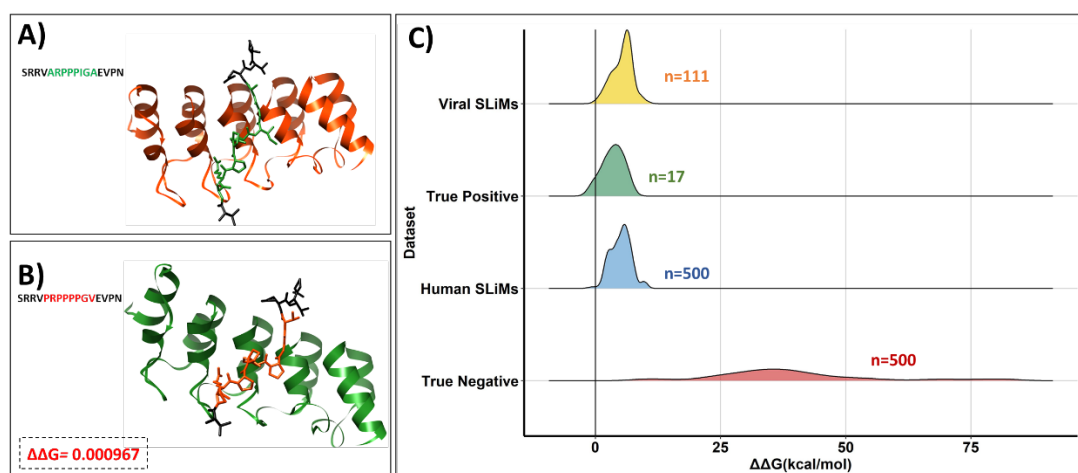 A)
SRRVARPPPIGAEVPN
B)
SRRVPRPPPPGVEVPN
ΔΔG= 0.000967
C)
Dataset
Viral SLiMs
n=111
True Positive
n=17
Human SLiMs
n=500
True Negative
n=500
0 25 50 75
ΔΔG(kcal/mol)